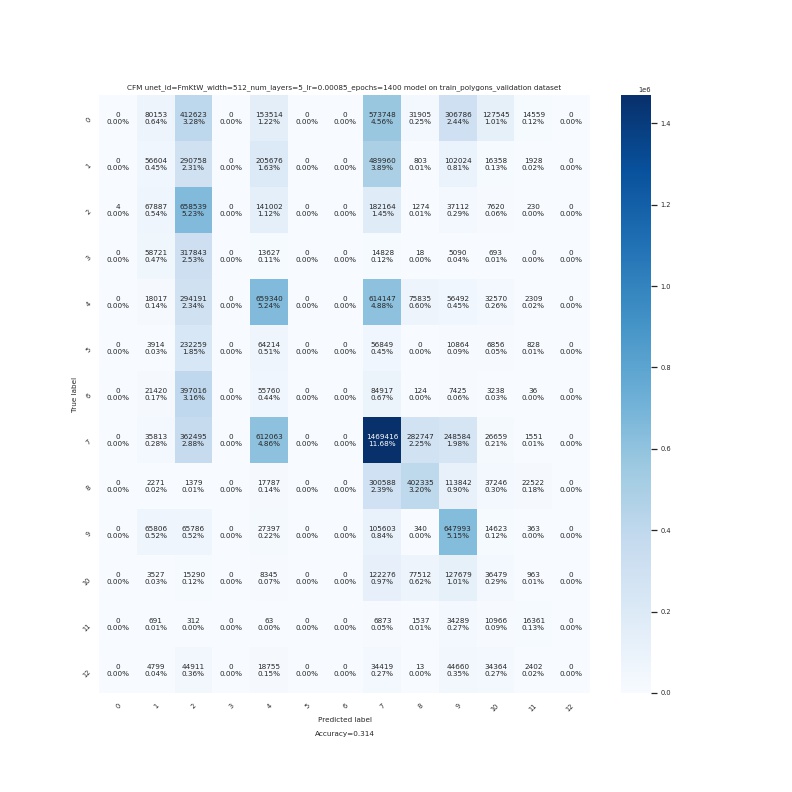 CFM unet_id=FmKtW_width=512_num_layers=5_lr=0.00085_epochs=1400 model on train_polygons_validation dataset
1e6
0 80153 412623 0 153514 0 0 573748 31905 306786 127545 14559 0
0.00% 0.64% 3.28% 0.00% 1.22% 0.00% 0.00% 4.56% 0.25% 2.44% 1.01% 0.12% 0.00%
0
1.4
0 56604 290758 0 205676 0 0 489960 803 102024 16358 1928 0
0.00% 0.45% 2.31% 0.00% 1.63% 0.00% 0.00% 3.89% 0.01% 0.81% 0.13% 0.02% 0.00%
1
1.2
4 67887 658539 0 141002 0 0 182164 1274 37112 7620 230 0
0.00% 0.54% 5.23% 0.00% 1.12% 0.00% 0.00% 1.45% 0.01% 0.29% 0.06% 0.00% 0.00%
2
0 58721 317843 0 13627 0 0 14828 18 5090 693 0 0
0.00% 0.47% 2.53% 0.00% 0.11% 0.00% 0.00% 0.12% 0.00% 0.04% 0.01% 0.00% 0.00%
3
1.0
0 18017 294191 0 659340 0 0 614147 75835 56492 32570 2309 0
0.00% 0.14% 2.34% 0.00% 5.24% 0.00% 0.00% 4.88% 0.60% 0.45% 0.26% 0.02% 0.00%
4
0.8
0 3914 232259 0 64214 0 0 56849 0 10864 6856 828 0
0.00% 0.03% 1.85% 0.00% 0.51% 0.00% 0.00% 0.45% 0.00% 0.09% 0.05% 0.01% 0.00%
5
True label
0 21420 397016 0 55760 0 0 84917 124 7425 3238 36 0
0.00% 0.17% 3.16% 0.00% 0.44% 0.00% 0.00% 0.67% 0.00% 0.06% 0.03% 0.00% 0.00%
6
0.6
0 35813 362495 0 612063 0 0 1469416 282747 248584 26659 1551 0
0.00% 0.28% 2.88% 0.00% 4.86% 0.00% 0.00% 11.68% 2.25% 1.98% 0.21% 0.01% 0.00%
7
0 2271 1379 0 17787 0 0 300588 402335 113842 37246 22522 0
0.00% 0.02% 0.01% 0.00% 0.14% 0.00% 0.00% 2.39% 3.20% 0.90% 0.30% 0.18% 0.00%
8
0.4
0 65806 65786 0 27397 0 0 105603 340 647993 14623 363 0
0.00% 0.52% 0.52% 0.00% 0.22% 0.00% 0.00% 0.84% 0.00% 5.15% 0.12% 0.00% 0.00%
9
0 3527 15290 0 8345 0 0 122276 77512 127679 36479 963 0
0.00% 0.03% 0.12% 0.00% 0.07% 0.00% 0.00% 0.97% 0.62% 1.01% 0.29% 0.01% 0.00%
10
0.2
0 691 312 0 63 0 0 6873 1537 34289 10966 16361 0
0.00% 0.01% 0.00% 0.00% 0.00% 0.00% 0.00% 0.05% 0.01% 0.27% 0.09% 0.13% 0.00%
11
0 4799 44911 0 18755 0 0 34419 13 44660 34364 2402 0
0.00% 0.04% 0.36% 0.00% 0.15% 0.00% 0.00% 0.27% 0.00% 0.35% 0.27% 0.02% 0.00%
12
0.0
0 1 2 3 4 5 6 7 8 9 10 11 12
Predicted label
Accuracy=0.314